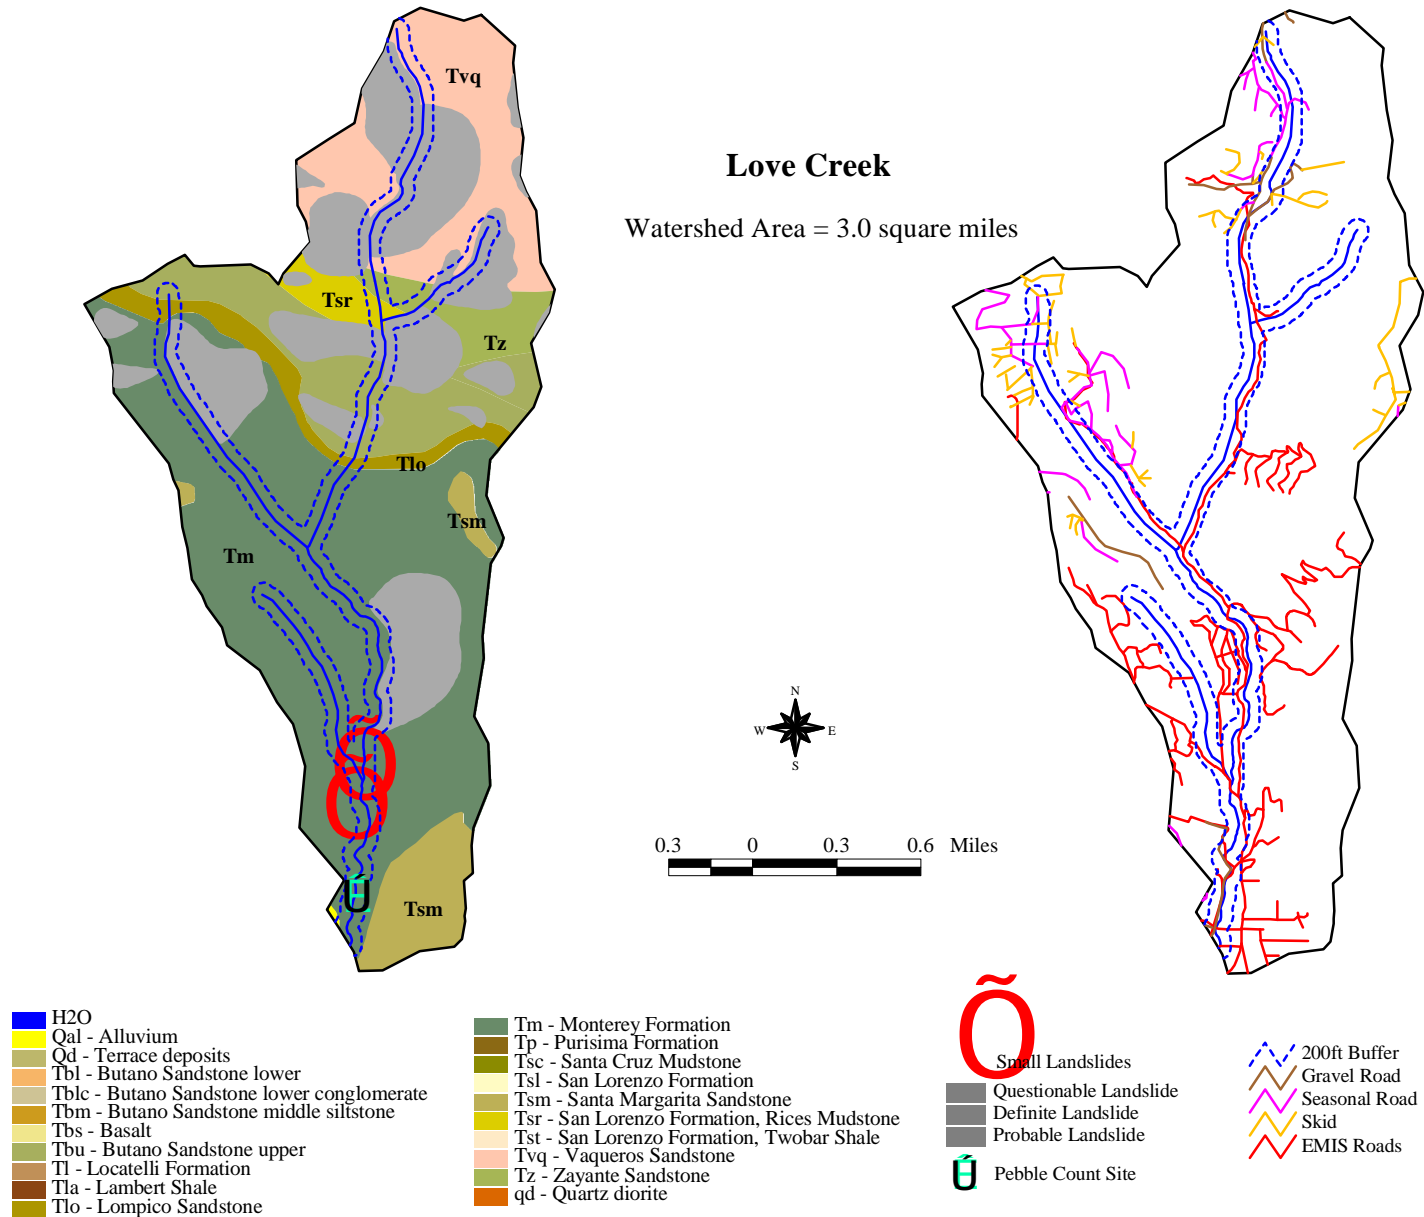 Tvq
Love Creek
Watershed Area = 3.0 square miles
Tsr
Tz
Tlo
Tsm
Tm
N
W E
S
0.3 0 0.3 0.6 Miles
Õ
Õ
Ú
É
Tsm
H2O
Qal - Alluvium
Qd - Terrace deposits
Tbl - Butano Sandstone lower
Tblc - Butano Sandstone lower conglomerate
Tbm - Butano Sandstone middle siltstone
Tbs - Basalt
Tbu - Butano Sandstone upper
Tl - Locatelli Formation
Tla - Lambert Shale
Tlo - Lompico Sandstone
Tm - Monterey Formation
Tp - Purisima Formation
Tsc - Santa Cruz Mudstone
Tsl - San Lorenzo Formation
Tsm - Santa Margarita Sandstone
Tsr - San Lorenzo Formation, Rices Mudstone
Tst - San Lorenzo Formation, Twobar Shale
Tvq - Vaqueros Sandstone
Tz - Zayante Sandstone
qd - Quartz diorite
Õ
Small Landslides
Questionable Landslide
Definite Landslide
Probable Landslide
Ú
É
Pebble Count Site
200ft Buffer
Gravel Road
Seasonal Road
Skid
EMIS Roads